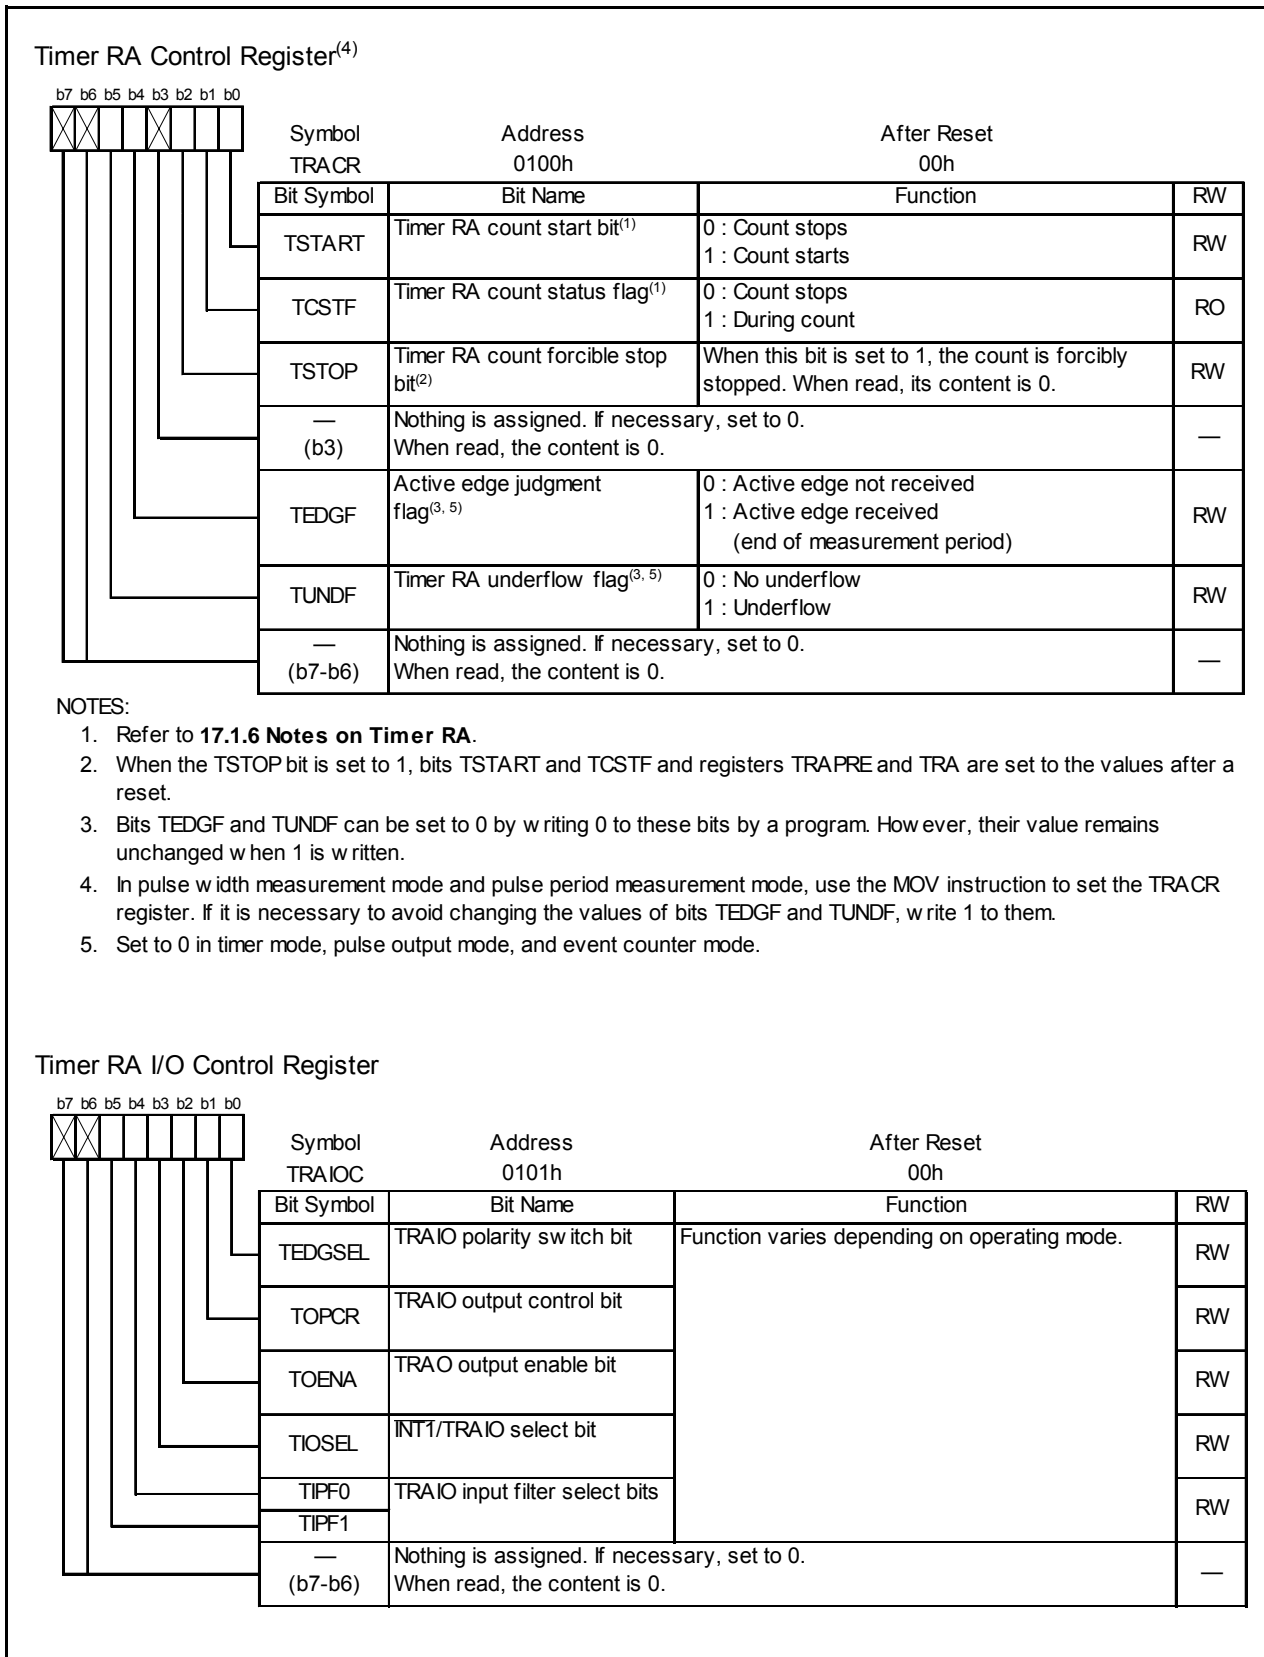 Timer RA Control Register(4)
b7 b6 b5 b4 b3 b2 b1 b0
Symbol Address After Reset
TRACR 0100h 00h
Bit Symbol Bit Name Function RW
TSTART Timer RA count start bit(1) 0 : Count stops
1 : Count starts RW
TCSTF Timer RA count status flag(1) 0 : Count stops
1 : During count RO
TSTOP Timer RA count forcible stop
bit(2) When this bit is set to 1, the count is forcibly
stopped. When read, its content is 0. RW
—
(b3) Nothing is assigned. If necessary, set to 0.
When read, the content is 0. —
TEDGF Active edge judgment
flag(3, 5) 0 : Active edge not received
1 : Active edge received
(end of measurement period) RW
TUNDF Timer RA underflow flag(3, 5) 0 : No underflow
1 : Underflow RW
—
(b7-b6) Nothing is assigned. If necessary, set to 0.
When read, the content is 0. —
NOTES:
1. Refer to 17.1.6 Notes on Timer RA.
2. When the TSTOP bit is set to 1, bits TSTART and TCSTF and registers TRAPRE and TRA are set to the values after a
reset.
3. Bits TEDGF and TUNDF can be set to 0 by writing 0 to these bits by a program. However, their value remains
unchanged when 1 is written.
4. In pulse width measurement mode and pulse period measurement mode, use the MOV instruction to set the TRACR
register. If it is necessary to avoid changing the values of bits TEDGF and TUNDF, write 1 to them.
5. Set to 0 in timer mode, pulse output mode, and event counter mode.
Timer RA I/O Control Register
b7 b6 b5 b4 b3 b2 b1 b0
Symbol Address After Reset
TRAIOC 0101h 00h
Bit Symbol Bit Name Function RW
TEDGSEL TRAIO polarity switch bit Function varies depending on operating mode. RW
TOPCR TRAIO output control bit RW
TOENA TRAO output enable bit RW
TIOSEL INT1/TRAIO select bit RW
TIPF0 TRAIO input filter select bits RW
TIPF1
—
(b7-b6) Nothing is assigned. If necessary, set to 0.
When read, the content is 0. —